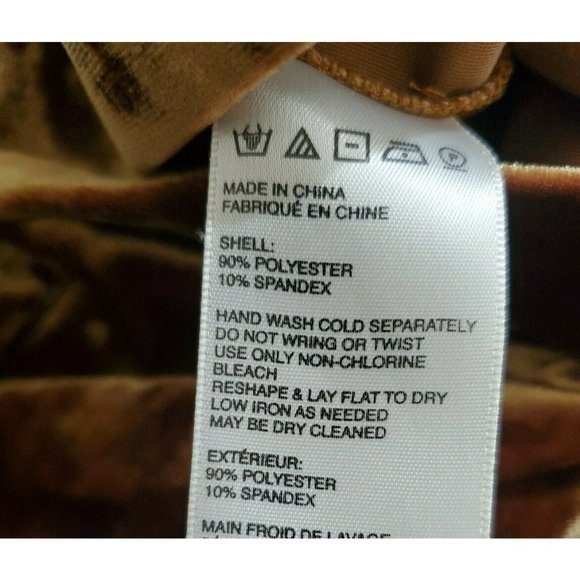 MADE IN CHINA
FABRIQUÉ EN CHINE
SHELL:
90% POLYESTER
10% SPANDEX
HAND WASH COLD SEPARATELY
DO NOT WRING OR TWIST
USE ONLY NON-CHLORINE
BLEACH
RESHAPE & LAY FLAT TO DRY
LOW IRON AS NEEDED
MAY BE DRY CLEANED
EXTÉRIEUR:
90% POLYESTER
10% SPANDEX
MAIN FROID DE LAVAGE